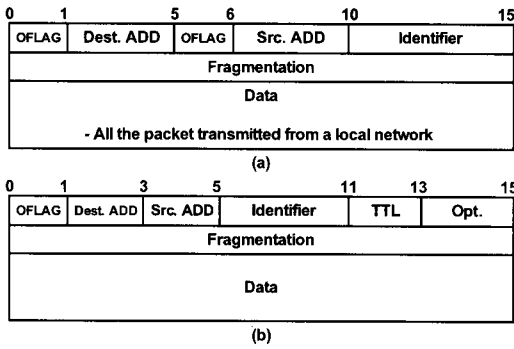 0 1 5 6 10 15
OFLAG Dest. ADD OFLAG Src. ADD Identifier
Fragmentation
Data
- All the packet transmitted from a local network
(a)
0 1 3 5 11 13 15
OFLAG Dest. ADD Src. ADD Identifier TTL Opt.
Fragmentation
Data
(b)